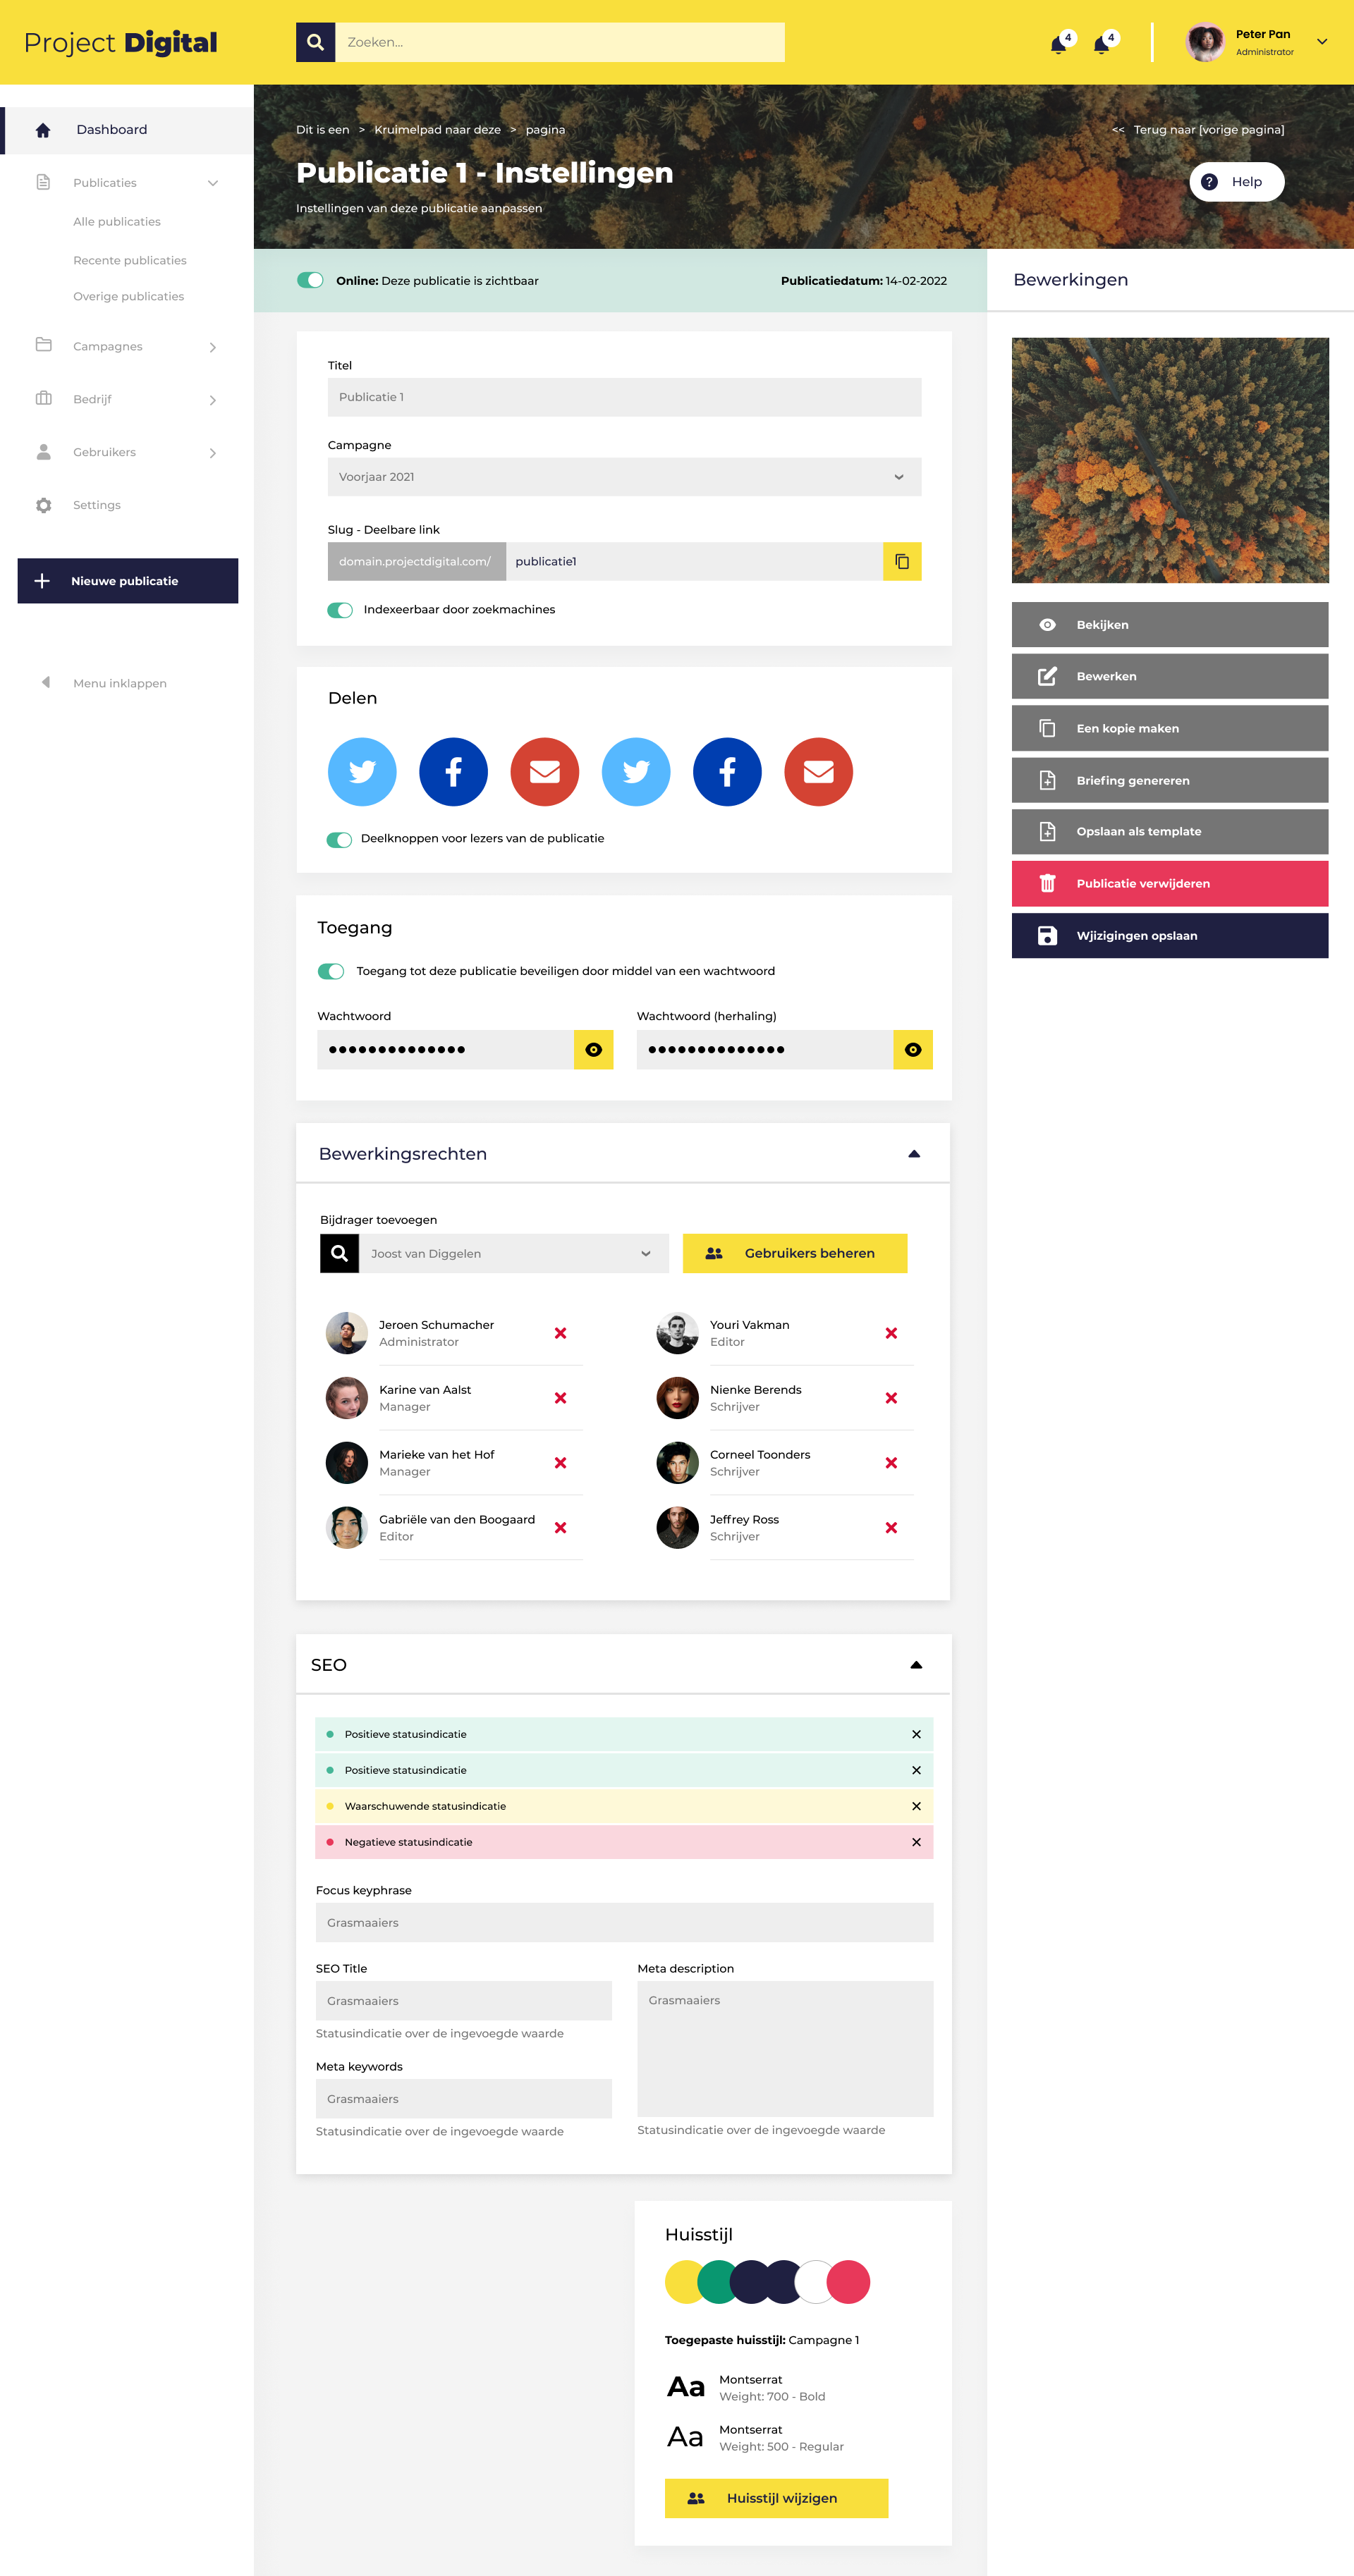 Project Digital
Zoeken...
4
4
Peter Pan
Administrator
Dashboard
Publicaties
Alle publicaties
Recente publicaties
Overige publicaties
Campagnes
Bedrijf
Gebruikers
Settings
Nieuwe publicatie
Menu inklappen
Dit is een > Kruimelpad naar deze > pagina
<< Terug naar [vorige pagina]
Publicatie 1 - Instellingen
Instellingen van deze publicatie aanpassen
? Help
Online: Deze publicatie is zichtbaar
Publicatiedatum: 14-02-2022
Titel
Publicatie 1
Campagne
Voorjaar 2021
Slug - Deelbare link
domain.projectdigital.com/ publicatie1
Indexeerbaar door zoekmachines
Delen
Deelknoppen voor lezers van de publicatie
Toegang
Toegang tot deze publicatie beveiligen door middel van een wachtwoord
Wachtwoord
Wachtwoord (herhaling)
Bewerkingsrechten
Bijdrager toevoegen
Joost van Diggelen
Gebruikers beheren
Jeroen Schumacher
Administrator
Youri Vakman
Editor
Karine van Aalst
Manager
Nienke Berends
Schrijver
Marieke van het Hof
Manager
Corneel Toonders
Schrijver
Gabriële van den Boogaard
Editor
Jeffrey Ross
Schrijver
SEO
Positieve statusindicatie
Positieve statusindicatie
Waarschuwende statusindicatie
Negatieve statusindicatie
Focus keyphrase
Grasmaaiers
SEO Title
Grasmaaiers
Statusindicatie over de ingevoegde waarde
Meta keywords
Grasmaaiers
Statusindicatie over de ingevoegde waarde
Meta description
Grasmaaiers
Statusindicatie over de ingevoegde waarde
Huisstijl
Toegepaste huisstijl: Campagne 1
Aa
Montserrat
Weight: 700 - Bold
Aa
Montserrat
Weight: 500 - Regular
Huisstijl wijzigen
Bewerkingen
Bekijken
Bewerken
Een kopie maken
Briefing genereren
Opslaan als template
Publicatie verwijderen
Wjizigingen opslaan